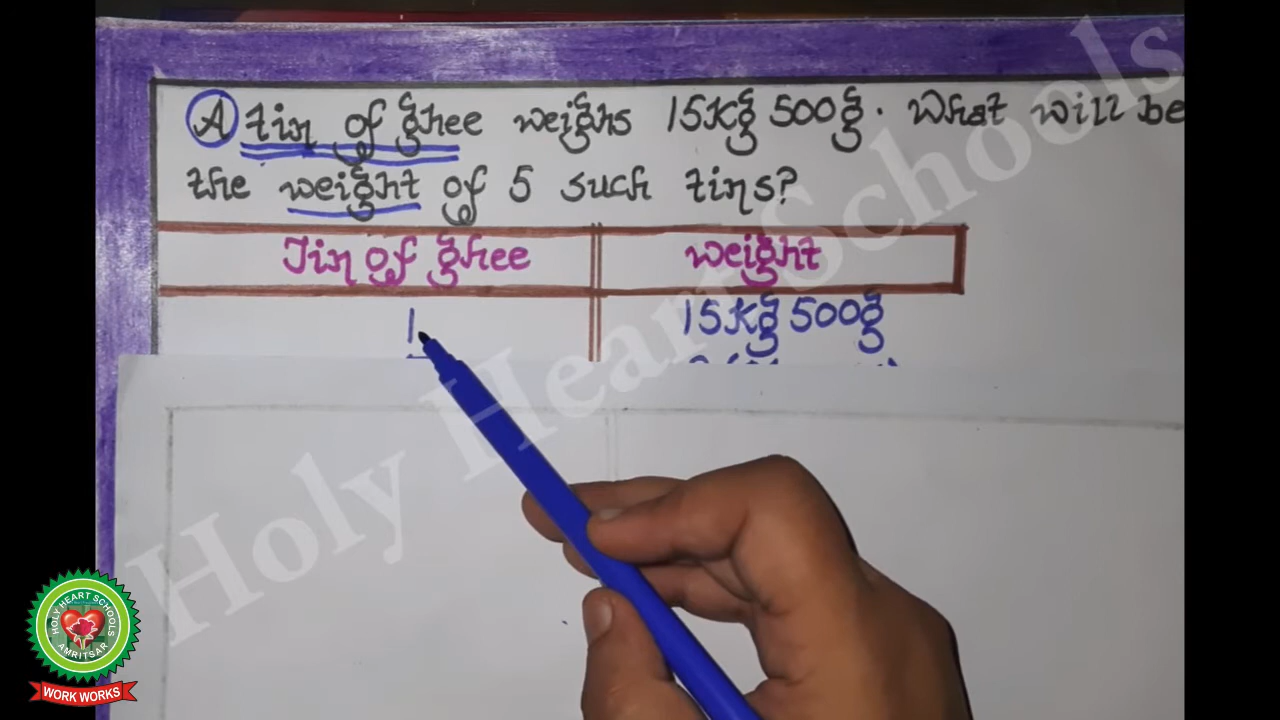 A tin of ghee weighs 15Kg 500g. What will be
the weight of 5 such tins?
Tin of ghee weight
1 15Kg 500g
Holy Heart Schools
HOLY HEART SCHOOLS
AMRITSAR
WORK WORKS